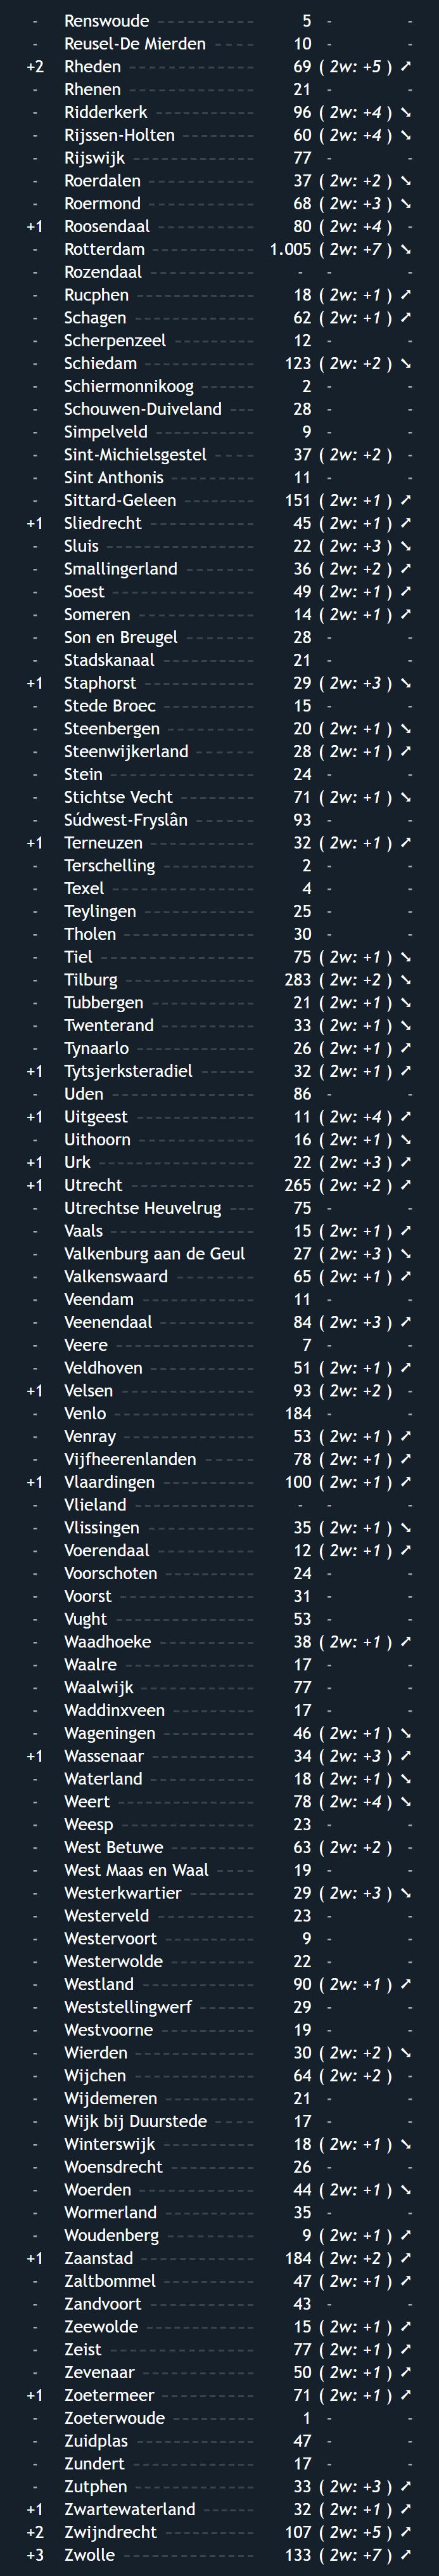 - Renswoude 5 - -
- Reusel-De Mierden 10 - -
+2 Rheden 69 ( 2w: +5 ) ➚
- Rhenen 21 - -
- Ridderkerk 96 ( 2w: +4 ) ➘
- Rijssen-Holten 60 ( 2w: +4 ) ➘
- Rijswijk 77 - -
- Roerdalen 37 ( 2w: +2 ) ➘
- Roermond 68 ( 2w: +3 ) ➘
+1 Roosendaal 80 ( 2w: +4 ) -
- Rotterdam 1.005 ( 2w: +7 ) ➘
- Rozendaal - - -
- Rucphen 18 ( 2w: +1 ) ➚
- Schagen 62 ( 2w: +1 ) ➚
- Scherpenzeel 12 - -
- Schiedam 123 ( 2w: +2 ) ➘
- Schiermonnikoog 2 - -
- Schouwen-Duiveland 28 - -
- Simpelveld 9 - -
- Sint-Michielsgestel 37 ( 2w: +2 ) -
- Sint Anthonis 11 - -
- Sittard-Geleen 151 ( 2w: +1 ) ➚
+1 Sliedrecht 45 ( 2w: +1 ) ➚
- Sluis 22 ( 2w: +3 ) ➘
- Smallingerland 36 ( 2w: +2 ) ➚
- Soest 49 ( 2w: +1 ) ➚
- Someren 14 ( 2w: +1 ) ➚
- Son en Breugel 28 - -
- Stadskanaal 21 - -
+1 Staphorst 29 ( 2w: +3 ) ➘
- Stede Broec 15 - -
- Steenbergen 20 ( 2w: +1 ) ➘
- Steenwijkerland 28 ( 2w: +1 ) ➚
- Stein 24 - -
- Stichtse Vecht 71 ( 2w: +1 ) ➘
- Súdwest-Fryslân 93 - -
+1 Terneuzen 32 ( 2w: +1 ) ➚
- Terschelling 2 - -
- Texel 4 - -
- Teylingen 25 - -
- Tholen 30 - -
- Tiel 75 ( 2w: +1 ) ➘
- Tilburg 283 ( 2w: +2 ) ➘
- Tubbergen 21 ( 2w: +1 ) ➘
- Twenterand 33 ( 2w: +1 ) ➘
- Tynaarlo 26 ( 2w: +1 ) ➚
+1 Tytsjerksteradiel 32 ( 2w: +1 ) ➚
- Uden 86 - -
+1 Uitgeest 11 ( 2w: +4 ) ➚
- Uithoorn 16 ( 2w: +1 ) ➘
+1 Urk 22 ( 2w: +3 ) ➚
+1 Utrecht 265 ( 2w: +2 ) ➚
- Utrechtse Heuvelrug 75 - -
- Vaals 15 ( 2w: +1 ) ➚
- Valkenburg aan de Geul 27 ( 2w: +3 ) ➘
- Valkenswaard 65 ( 2w: +1 ) ➚
- Veendam 11 - -
- Veenendaal 84 ( 2w: +3 ) ➚
- Veere 7 - -
- Veldhoven 51 ( 2w: +1 ) ➚
+1 Velsen 93 ( 2w: +2 ) -
- Venlo 184 - -
- Venray 53 ( 2w: +1 ) ➚
- Vijfheerenlanden 78 ( 2w: +1 ) ➚
+1 Vlaardingen 100 ( 2w: +1 ) ➚
- Vlieland - - -
- Vlissingen 35 ( 2w: +1 ) ➘
- Voerendaal 12 ( 2w: +1 ) ➚
- Voorschoten 24 - -
- Voorst 31 - -
- Vught 53 - -
- Waadhoeke 38 ( 2w: +1 ) ➚
- Waalre 17 - -
- Waalwijk 77 - -
- Waddinxveen 17 - -
- Wageningen 46 ( 2w: +1 ) ➘
+1 Wassenaar 34 ( 2w: +3 ) ➚
- Waterland 18 ( 2w: +1 ) ➘
- Weert 78 ( 2w: +4 ) ➘
- Weesp 23 - -
- West Betuwe 63 ( 2w: +2 ) -
- West Maas en Waal 19 - -
- Westerkwartier 29 ( 2w: +3 ) ➘
- Westerveld 23 - -
- Westervoort 9 - -
- Westerwolde 22 - -
- Westland 90 ( 2w: +1 ) ➚
- Weststellingwerf 29 - -
- Westvoorne 19 - -
- Wierden 30 ( 2w: +2 ) ➘
- Wijchen 64 ( 2w: +2 ) -
- Wijdemeren 21 - -
- Wijk bij Duurstede 17 - -
- Winterswijk 18 ( 2w: +1 ) ➘
- Woensdrecht 26 - -
- Woerden 44 ( 2w: +1 ) ➘
- Wormerland 35 - -
- Woudenberg 9 ( 2w: +1 ) ➚
+1 Zaanstad 184 ( 2w: +2 ) ➚
- Zaltbommel 47 ( 2w: +1 ) ➚
- Zandvoort 43 - -
- Zeewolde 15 ( 2w: +1 ) ➚
- Zeist 77 ( 2w: +1 ) ➚
- Zevenaar 50 ( 2w: +1 ) ➚
+1 Zoetermeer 71 ( 2w: +1 ) ➚
- Zoeterwoude 1 - -
- Zuidplas 47 - -
- Zundert 17 - -
- Zutphen 33 ( 2w: +3 ) ➚
+1 Zwartewaterland 32 ( 2w: +1 ) ➚
+2 Zwijndrecht 107 ( 2w: +5 ) ➚
+3 Zwolle 133 ( 2w: +7 ) ➚